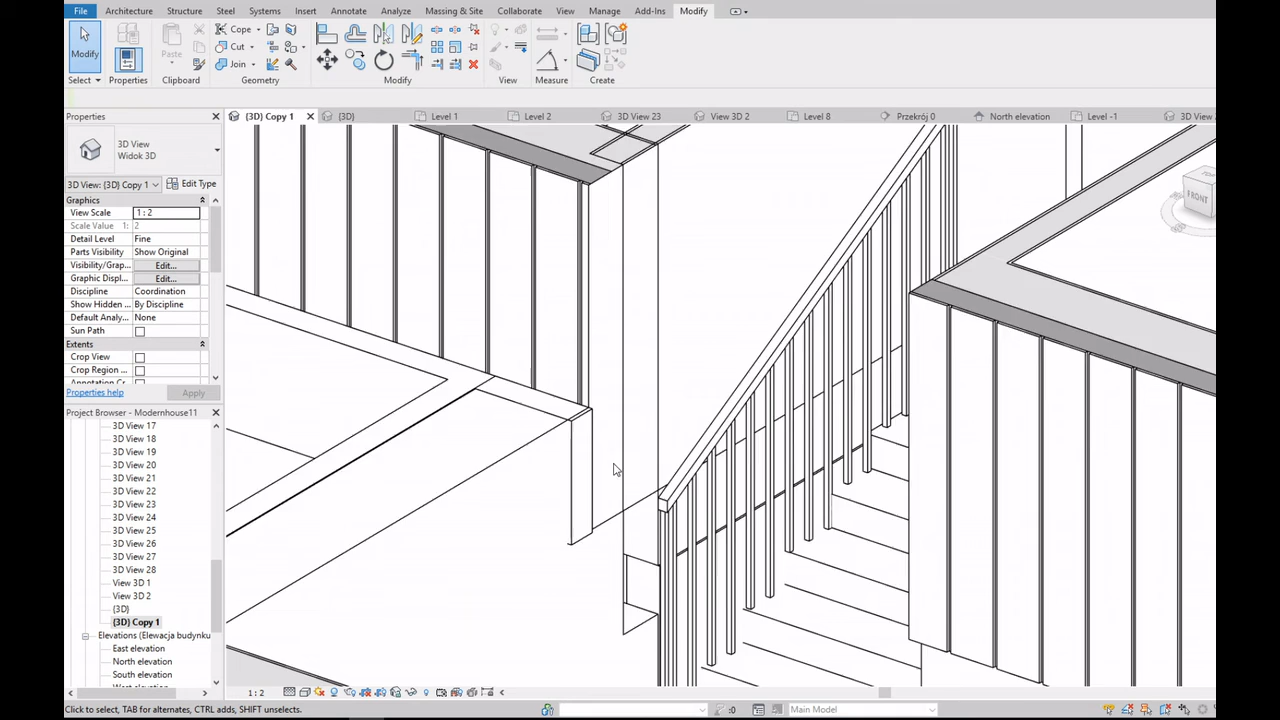 File Architecture Structure Steel Systems Insert Annotate Analyze Massing & Site Collaborate View Manage Add-Ins Modify
Modify
Properties
Paste
Cope
Cut
Join
Select Properties Clipboard Geometry Modify View Measure Create
Properties
{3D} Copy 1 {3D} Level 1 Level 2 3D View 23 View 3D 2 Level 8 Przekrój 0 North elevation Level -1 3D View
3D View
Widok 3D
3D View: {3D} Copy 1 Edit Type
Graphics
View Scale 1 : 2
Scale Value 1: 2
Detail Level Fine
Parts Visibility Show Original
Visibility/Grap... Edit...
Graphic Displ... Edit...
Discipline Coordination
Show Hidden ... By Discipline
Default Analy... None
Sun Path
Extents
Crop View
Crop Region ...
Annotation Cr
Properties help Apply
Project Browser - Modernhouse11
3D View 17
3D View 18
3D View 19
3D View 20
3D View 21
3D View 22
3D View 23
3D View 24
3D View 25
3D View 26
3D View 27
3D View 28
View 3D 1
View 3D 2
{3D}
{3D} Copy 1
Elevations (Elewacja budynku
East elevation
North elevation
South elevation
FRONT
1 : 2
Click to select, TAB for alternates, CTRL adds, SHIFT unselects. :0 Main Model